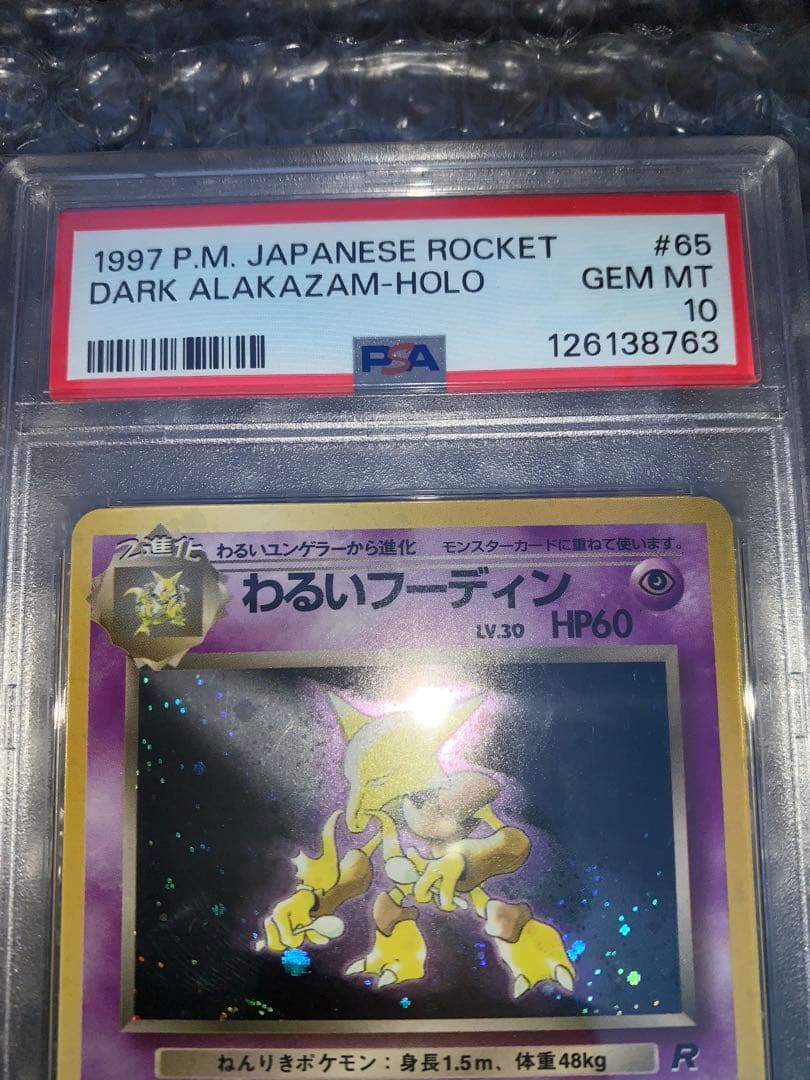 1997 P.M. JAPANESE ROCKET #65
DARK ALAKAZAM-HOLO GEM MT
10
PSA 126138763
2進化 わるいユンゲラーから進化 モンスターカードに重ねて使います。
わるいフーディン
LV.30 HP60
ねんりきポケモン：身長1.5m、体重48kg R